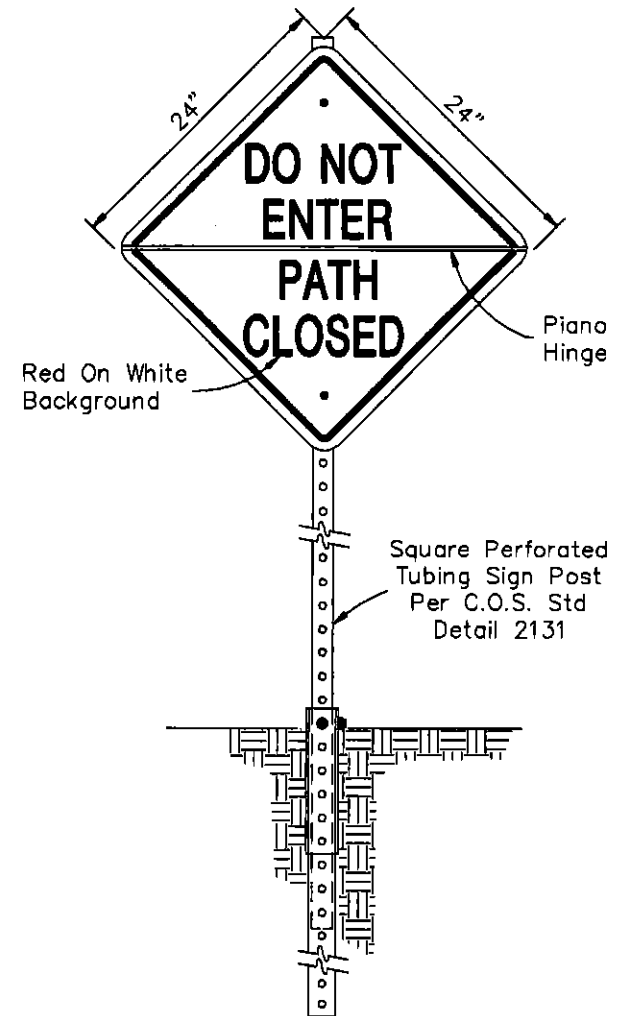 24"
24"
DO NOT
ENTER
PATH
CLOSED
Piano
Hinge
Red On White
Background
Square Perforated
Tubing Sign Post
Per C.O.S. Std
Detail 2131